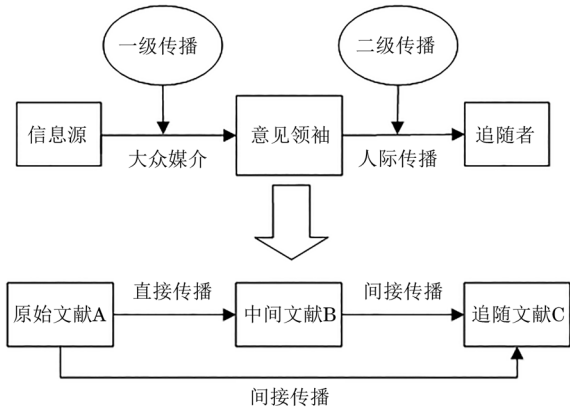 一级传播
二级传播
信息源
大众媒介
意见领袖
人际传播
追随者
直接传播
间接传播
原始文献A
中间文献B
追随文献C
间接传播